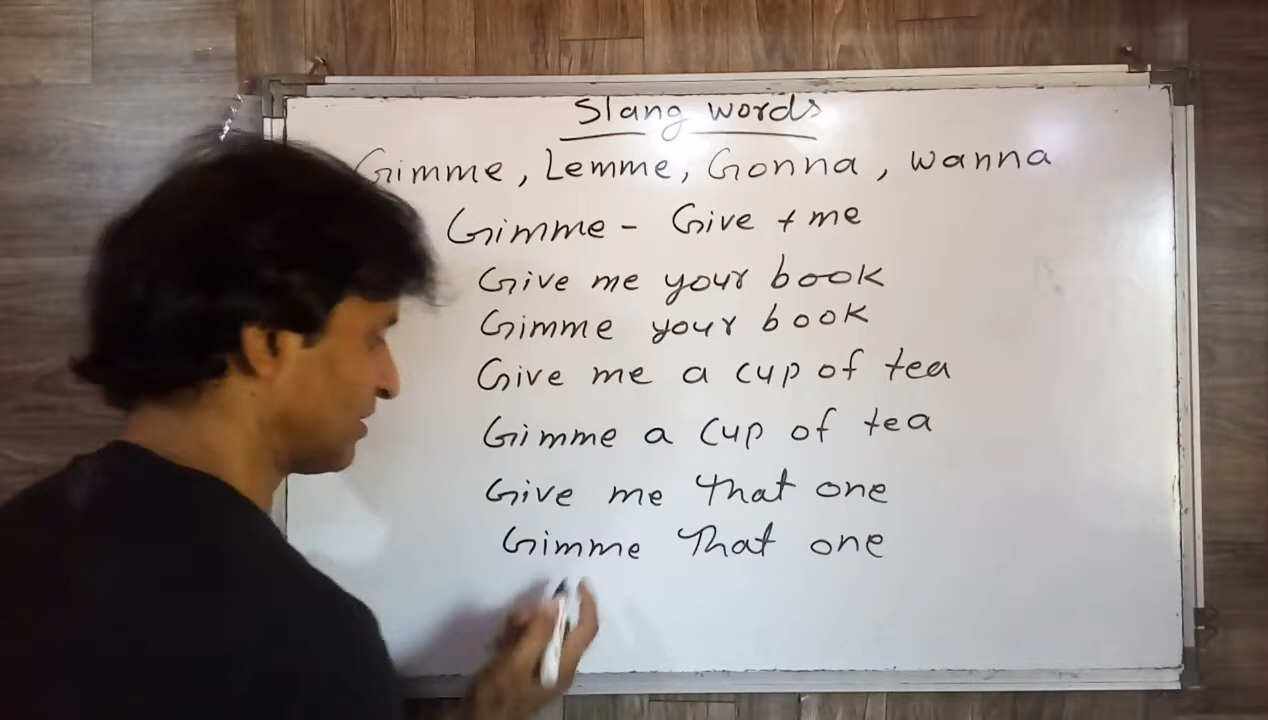 Slang words
Gimme, Lemme, Gonna, wanna
Gimme - Give + me
Give me your book
Gimme your book
Give me a cup of tea
Gimme a cup of tea
Give me that one
Gimme that one